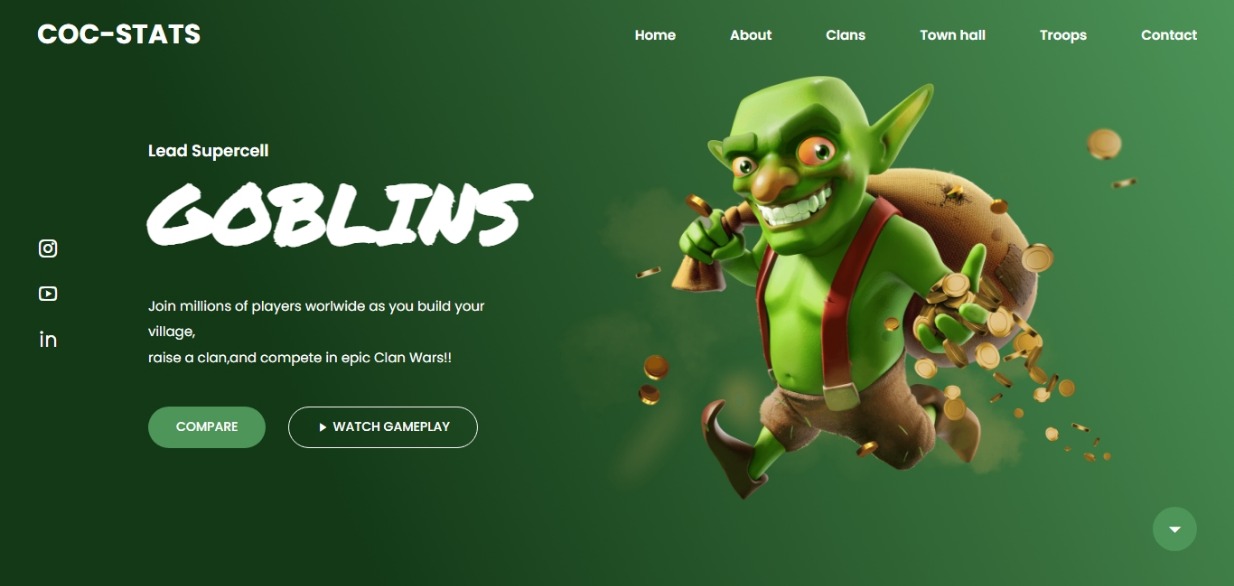 COC-STATS
Home About Clans Town hall Troops Contact
Lead Supercell
GOBLINS
Join millions of players worlwide as you build your
village,
raise a clan,and compete in epic Clan Wars!!
COMPARE
WATCH GAMEPLAY
in